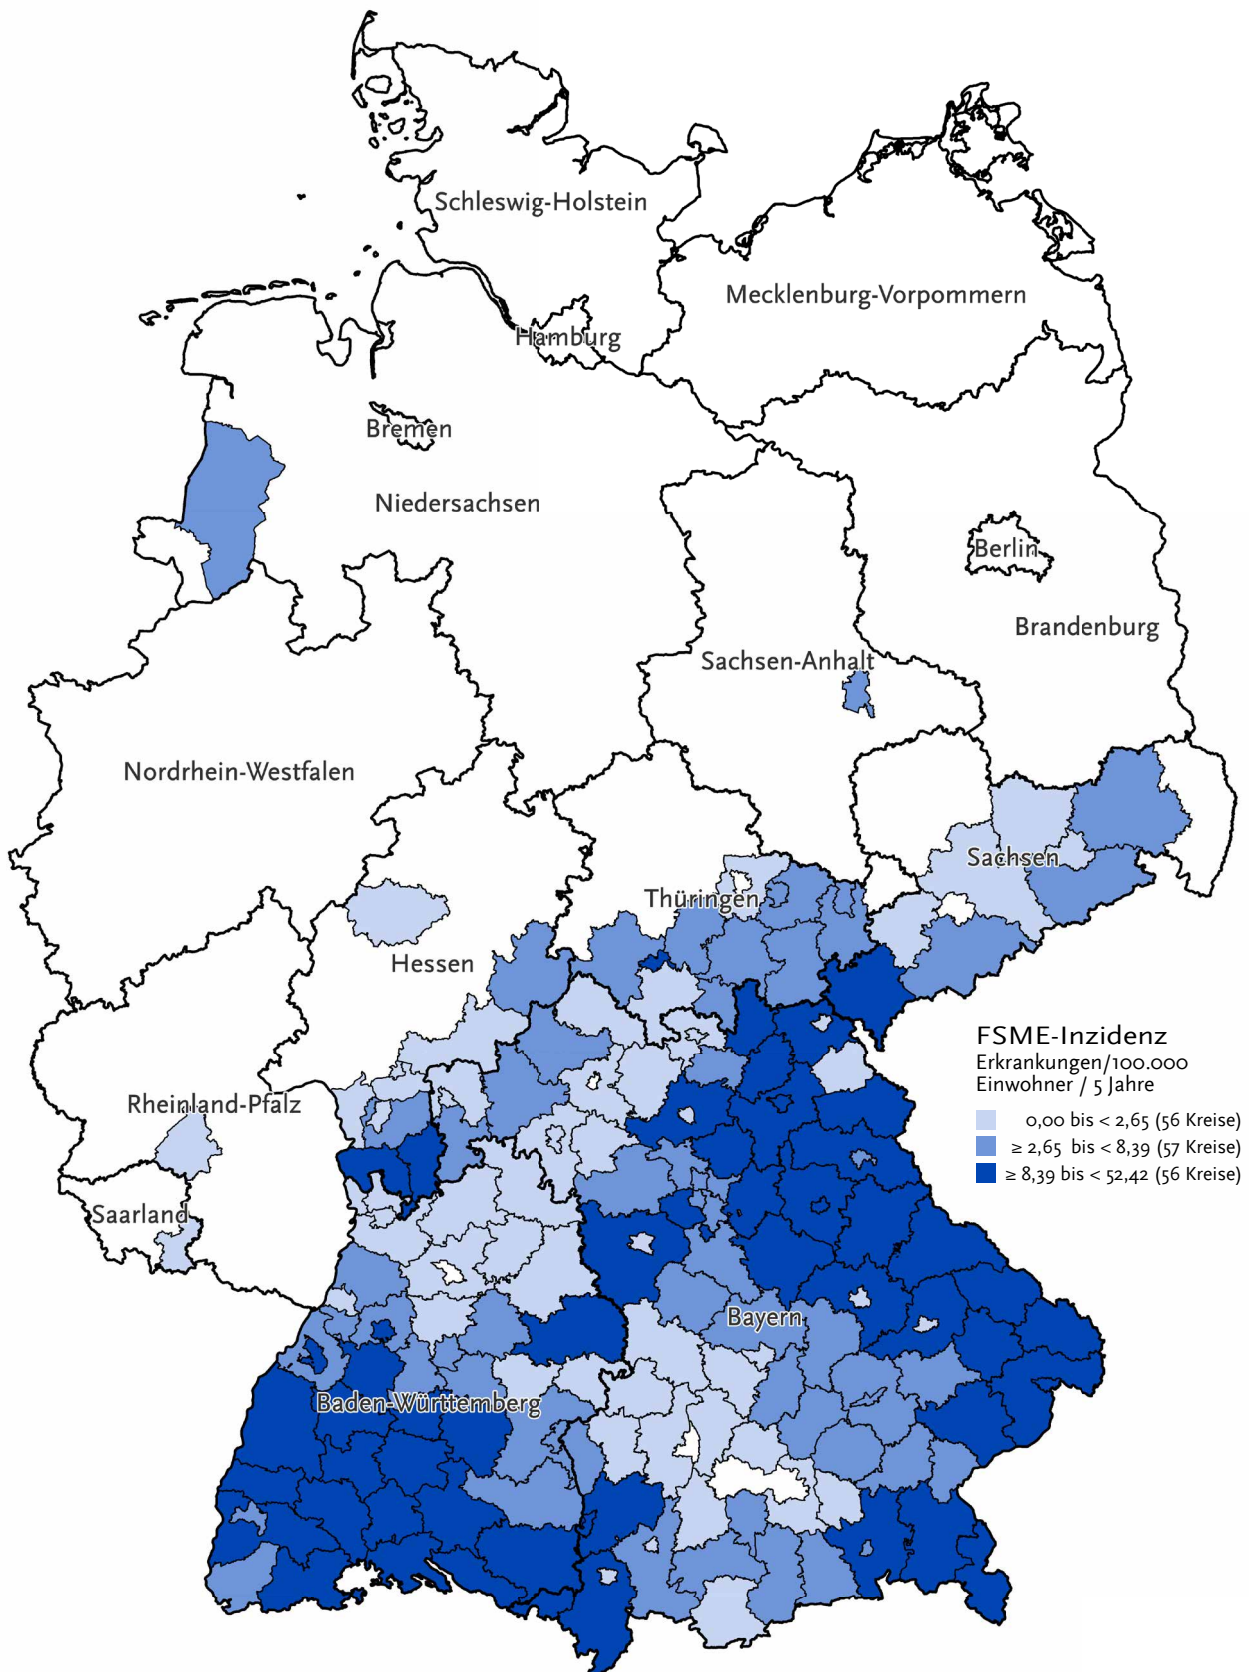 Schleswig-Holstein
Mecklenburg-Vorpommern
Hamburg
Bremen
Niedersachsen
Berlin
Brandenburg
Sachsen-Anhalt
Nordrhein-Westfalen
Sachsen
Thüringen
Hessen
FSME-Inzidenz
Erkrankungen/100.000
Einwohner / 5 Jahre
0,00 bis < 2,65 (56 Kreise)
≥ 2,65 bis < 8,39 (57 Kreise)
≥ 8,39 bis < 52,42 (56 Kreise)
Rheinland-Pfalz
Saarland
Bayern
Baden-Württemberg